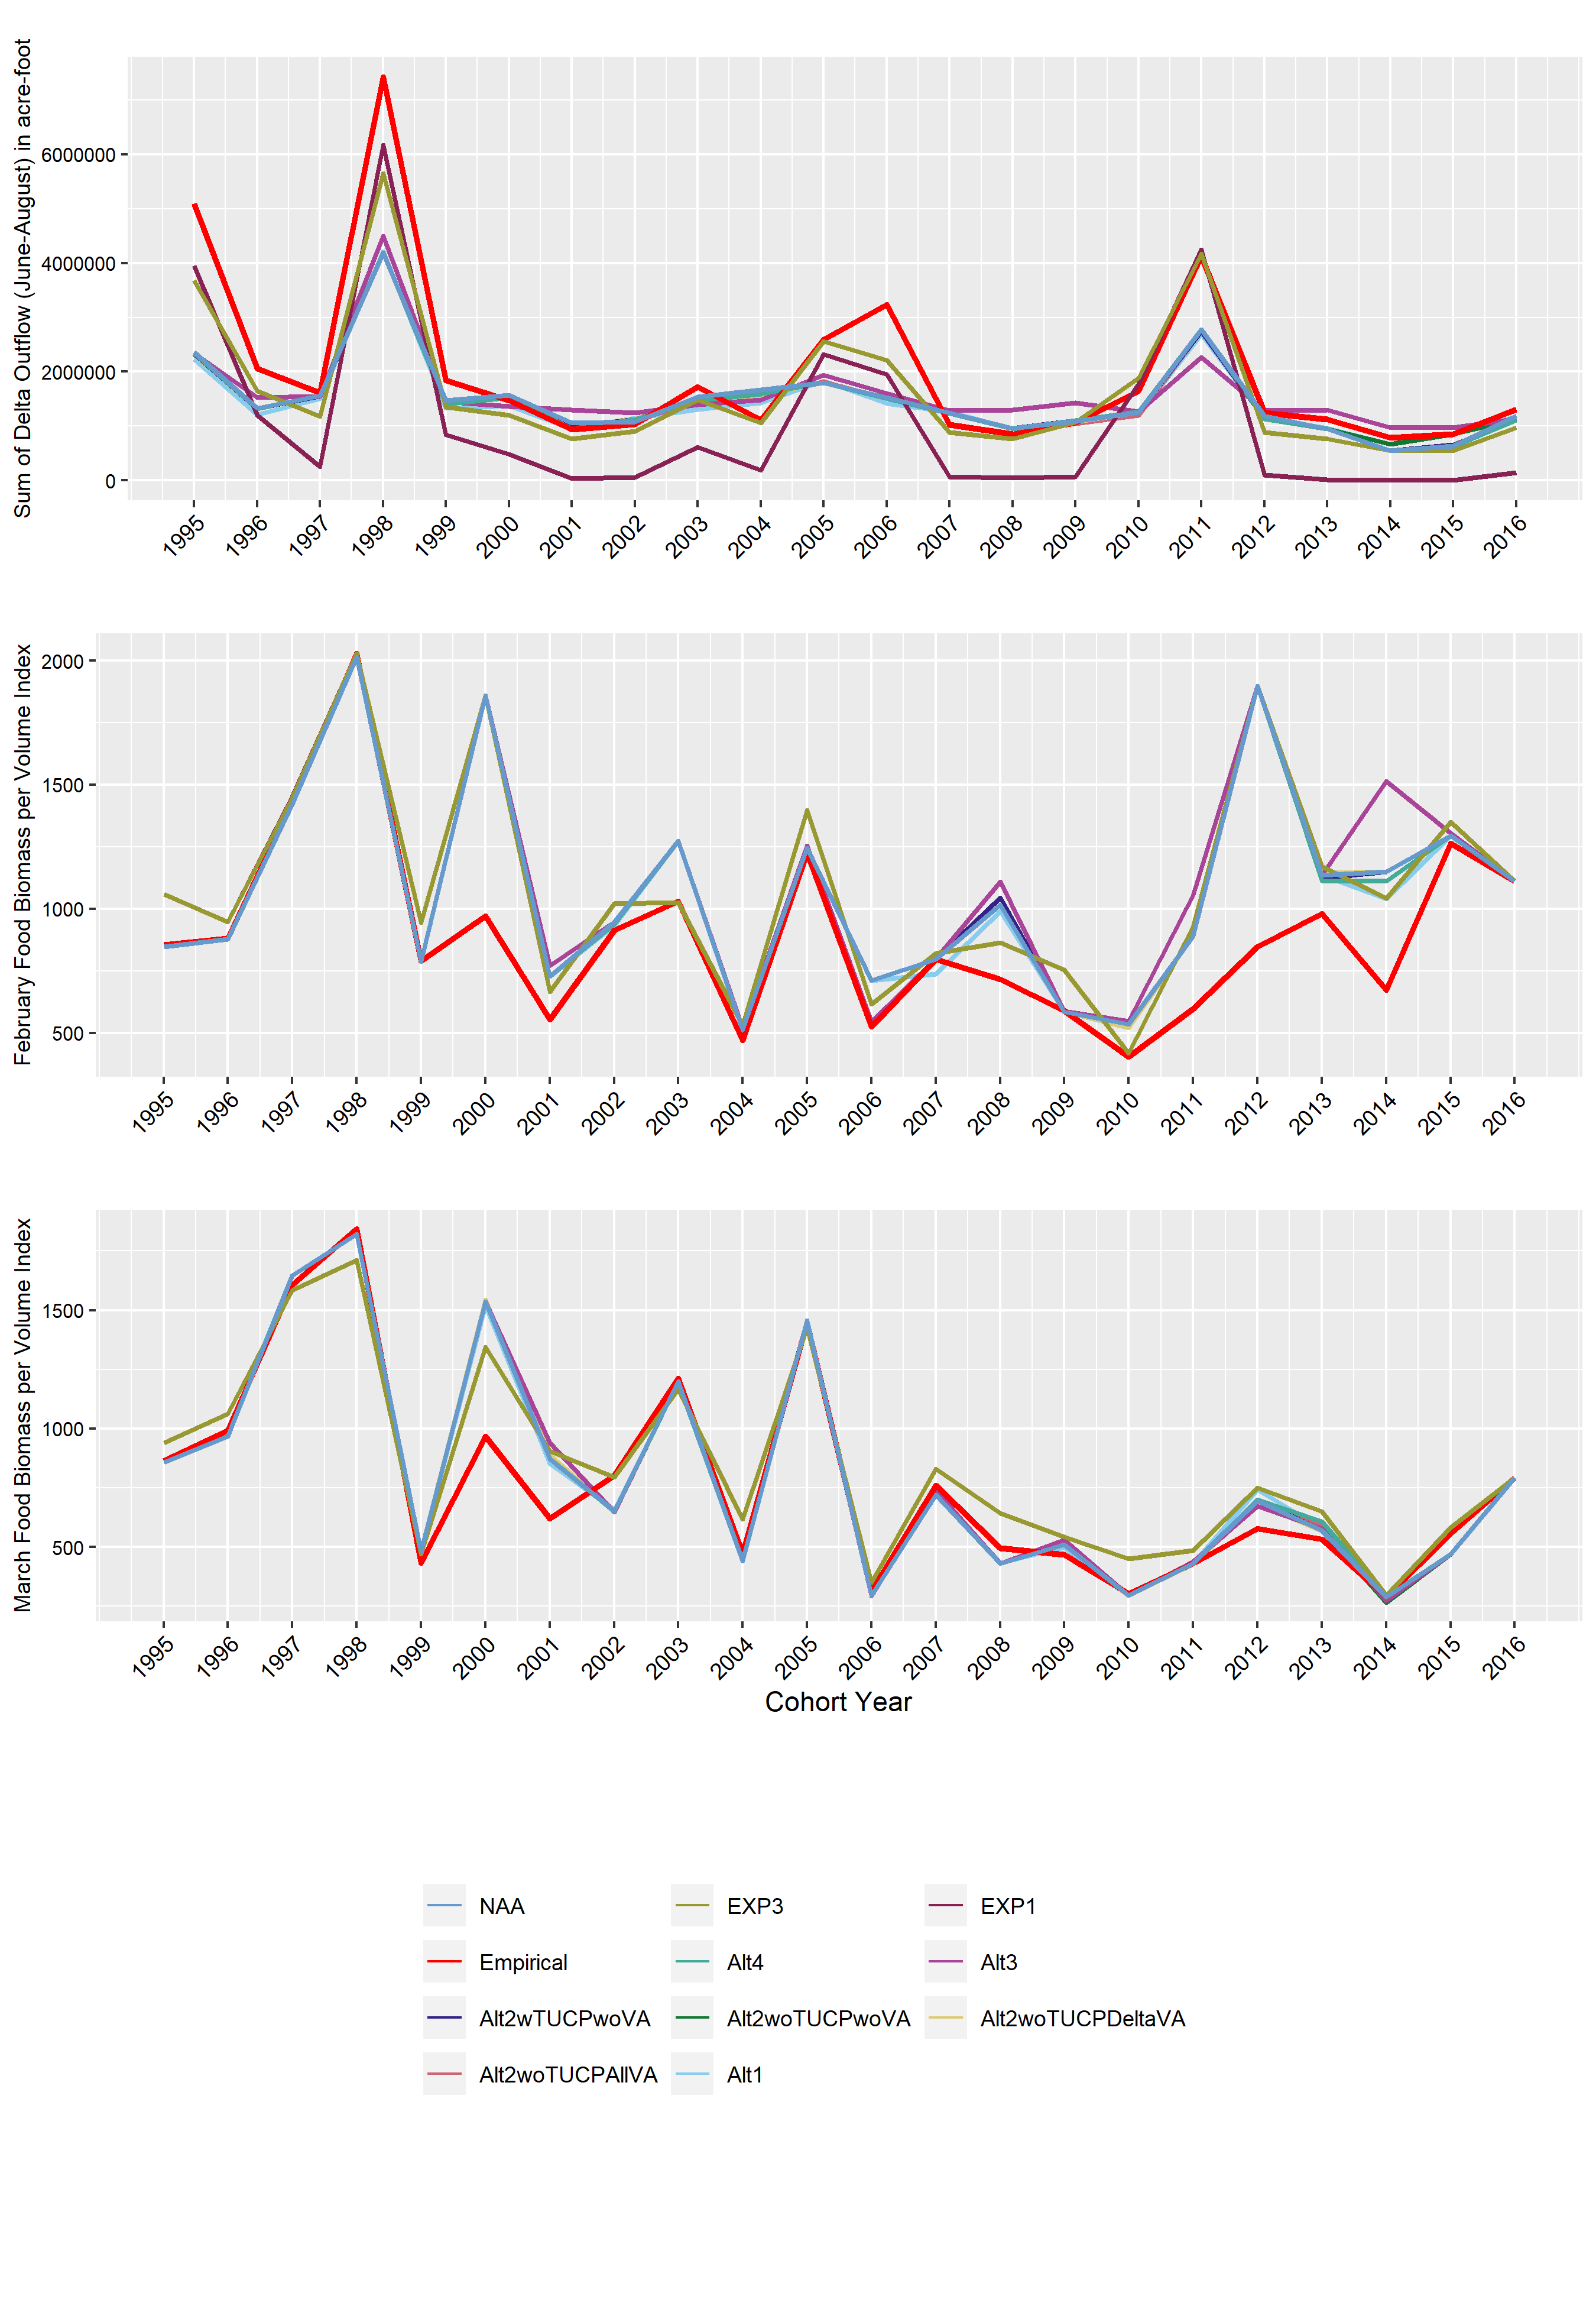 Sum of Delta Outflow (June-August) in acre-foot
6000000
4000000
2000000
0
1995 1996 1997 1998 1999 2000 2001 2002 2003 2004 2005 2006 2007 2008 2009 2010 2011 2012 2013 2014 2015 2016
February Food Biomass per Volume Index
2000
1500
1000
500
1995 1996 1997 1998 1999 2000 2001 2002 2003 2004 2005 2006 2007 2008 2009 2010 2011 2012 2013 2014 2015 2016
March Food Biomass per Volume Index
1500
1000
500
1995 1996 1997 1998 1999 2000 2001 2002 2003 2004 2005 2006 2007 2008 2009 2010 2011 2012 2013 2014 2015 2016
Cohort Year
NAA EXP3 EXP1
Empirical Alt4 Alt3
Alt2wTUCPwoVA Alt2woTUCPwoVA Alt2woTUCPDeltaVA
Alt2woTUCPAllVA Alt1